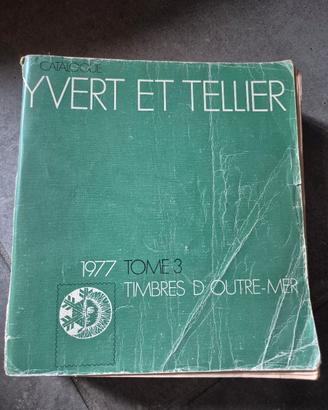 CATALOGUE
YVERT ET TELLIER
1977 TOME 3
TIMBRES D OUTRE-MER